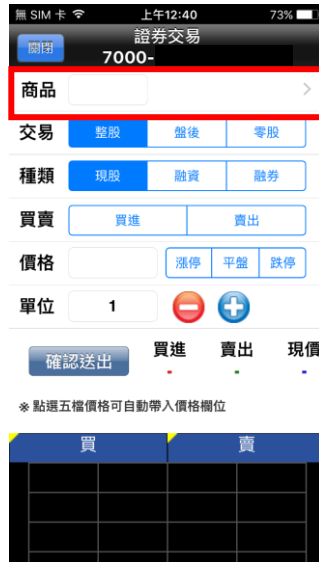 無 SIM 卡 上午12:40 73%
關閉 證券交易
7000-
商品
交易 整股 盤後 零股
種類 現股 融資 融券
買賣 買進 賣出
價格 漲停 平盤 跌停
單位 1
確認送出 買進 賣出 現價
- - -
※ 點選五檔價格可自動帶入價格欄位
買 賣